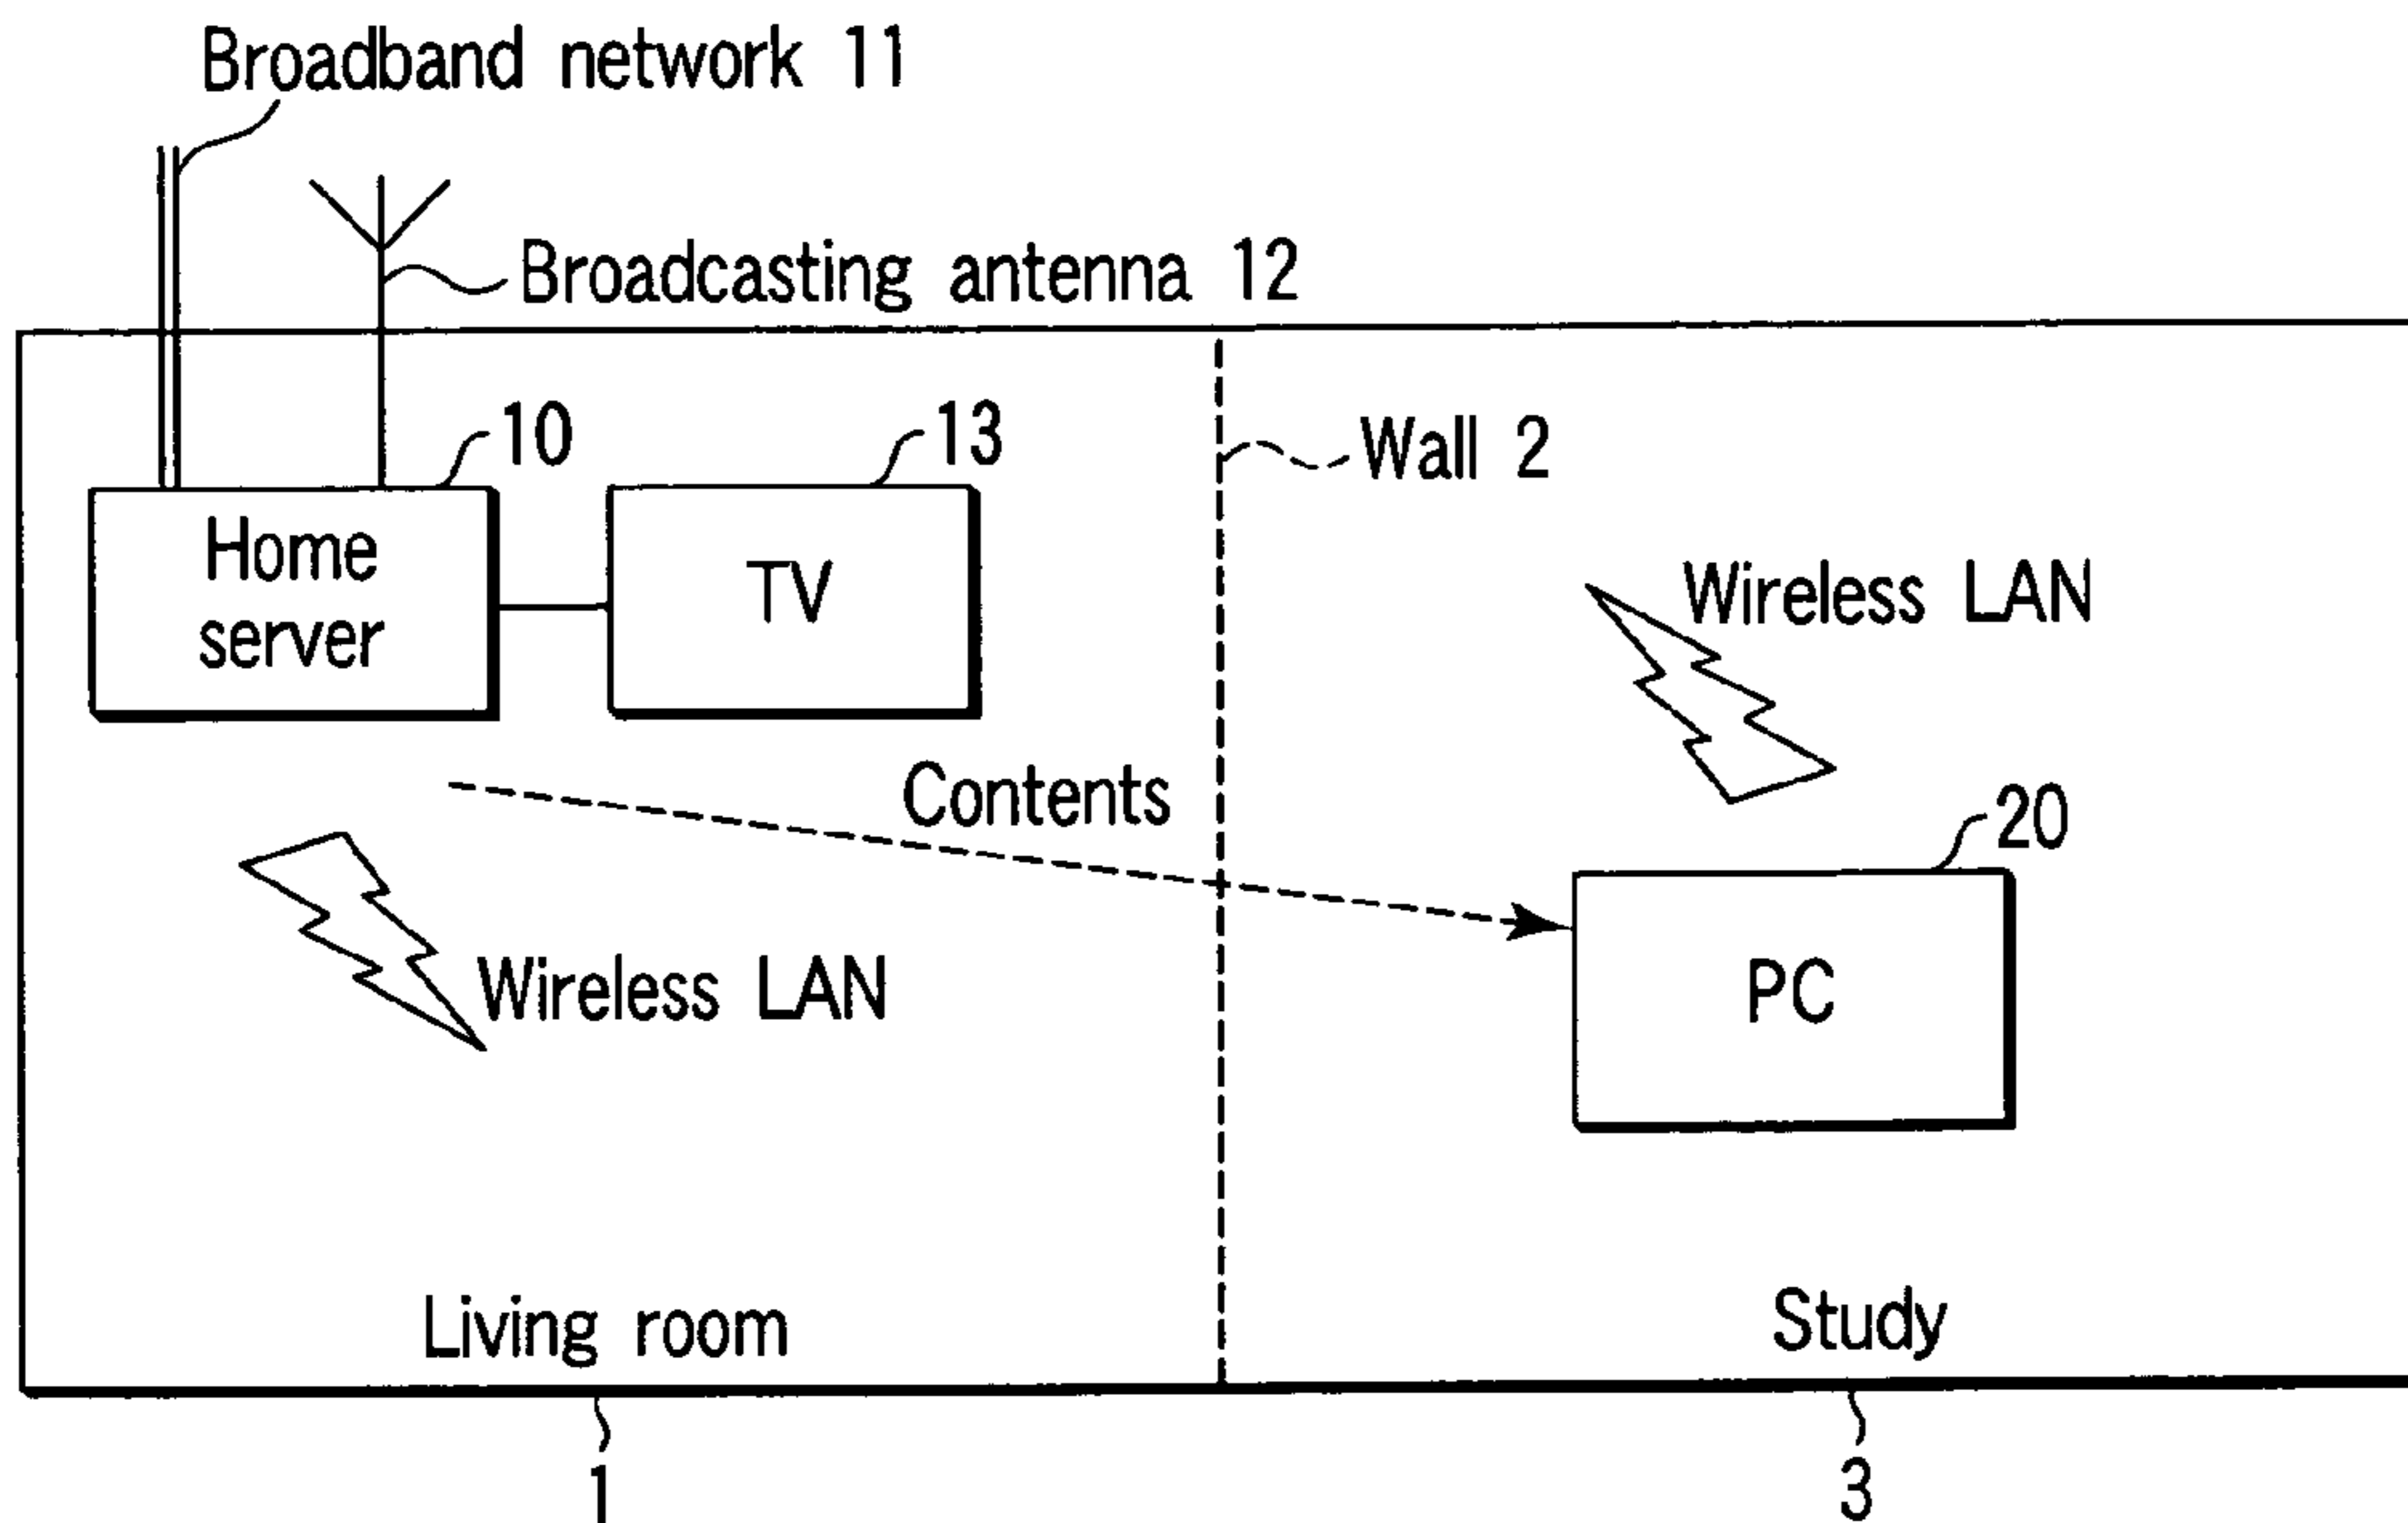 Broadband network 11
Broadcasting antenna 12
10
13
Wall 2
Home
server
TV
Wireless LAN
Contents
20
Wireless LAN
PC
Living room
Study
1
3